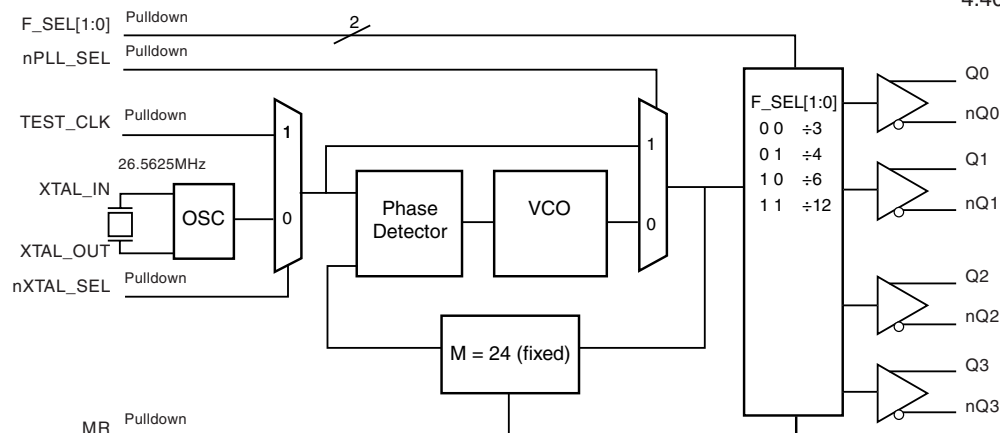 4.40
F_SEL[1:0] Pulldown
2
nPLL_SEL Pulldown
TEST_CLK Pulldown
1
26.5625MHz
XTAL_IN
OSC
0
XTAL_OUT
nXTAL_SEL Pulldown
Phase
Detector
VCO
1
0
M = 24 (fixed)
F_SEL[1:0]
0 0 ÷3
0 1 ÷4
1 0 ÷6
1 1 ÷12
Q0
nQ0
Q1
nQ1
Q2
nQ2
Q3
nQ3
MR Pulldown